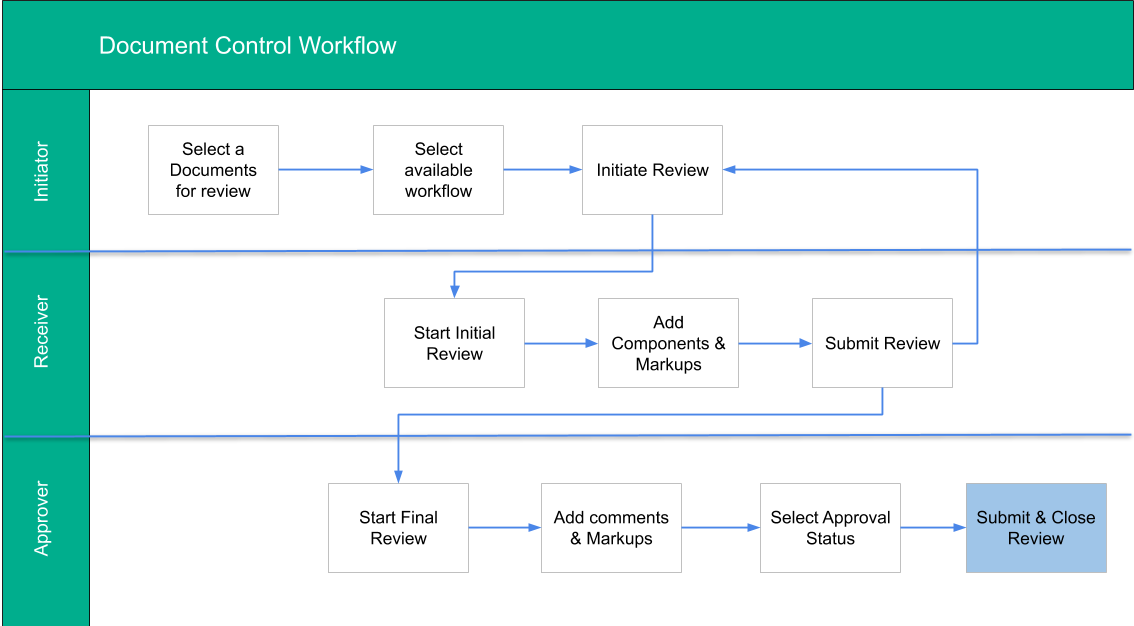 Document Control Workflow
Initiator
Select a
Documents
for review
Select
available
workflow
Initiate Review
Receiver
Start Initial
Review
Add
Components &
Markups
Submit Review
Approver
Start Final
Review
Add comments
& Markups
Select Approval
Status
Submit & Close
Review